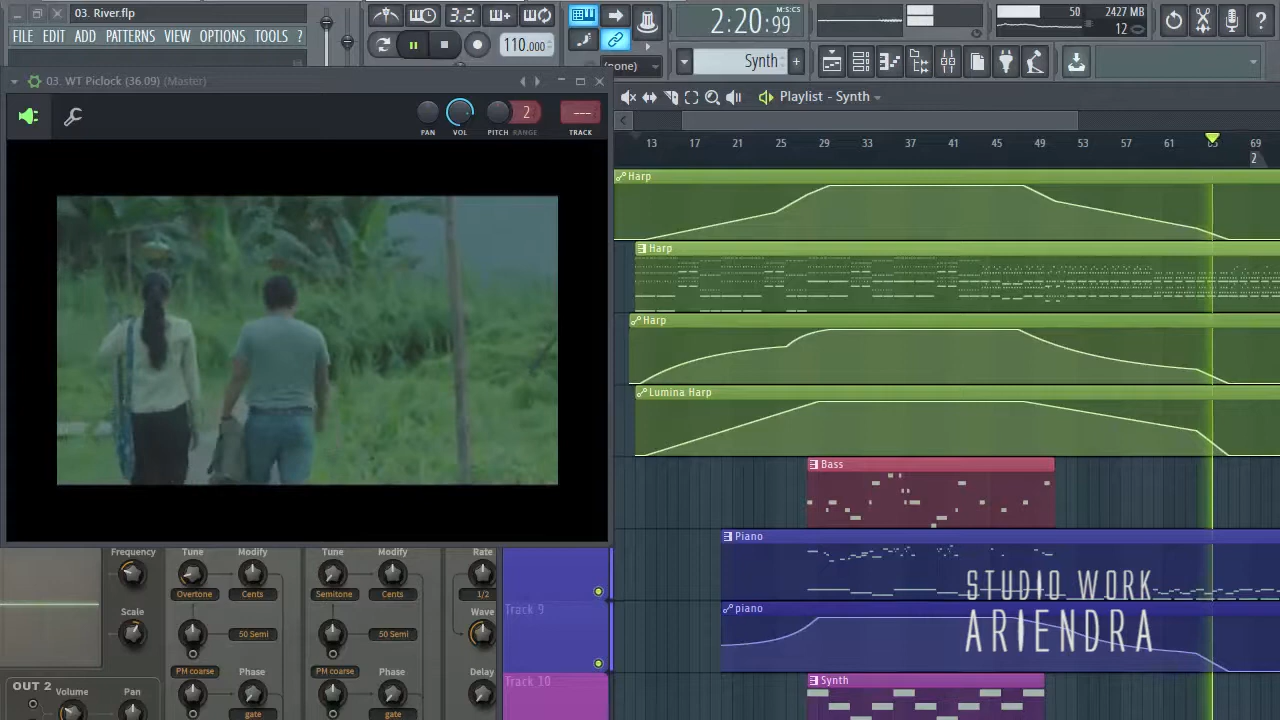 03. River.flp
FILE EDIT ADD PATTERNS VIEW OPTIONS TOOLS ?
3.2.
110.000
(none)
2:20:99
M:S:CS
Synth
50
2427 MB
12
03. WT Piclock (36.09) (Master)
PAN
VOL
PITCH
2
RANGE
---
TRACK
Playlist - Synth
13 17 21 25 29 33 37 41 45 49 53 57 61 65 69
2
Harp
Harp
Harp
Lumina Harp
Bass
Piano
piano
Synth
STUDIO WORK
ARIENDRA
Frequency
Scale
Tune
Modify
Overtone
Cents
50 Semi
PM coarse
Phase
gate
Tune
Modify
Semitone
Cents
50 Semi
PM coarse
Phase
gate
Rate
1/2
Wave
Delay
OUT 2
Volume
Pan
Track 9
Track 10